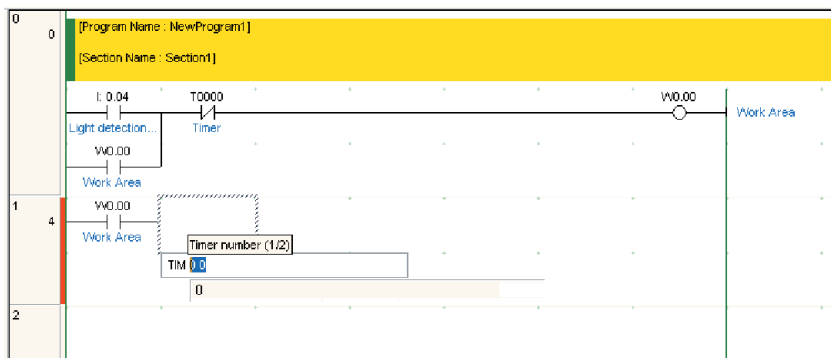 0
0
[Program Name : NewProgram1]
[Section Name : Section1]
I: 0.04
T0000
W0.00
Light detection...
Timer
Work Area
W0.00
Work Area
1
4
W0.00
Work Area
Timer number (1/2)
TIM 0 0
0
2